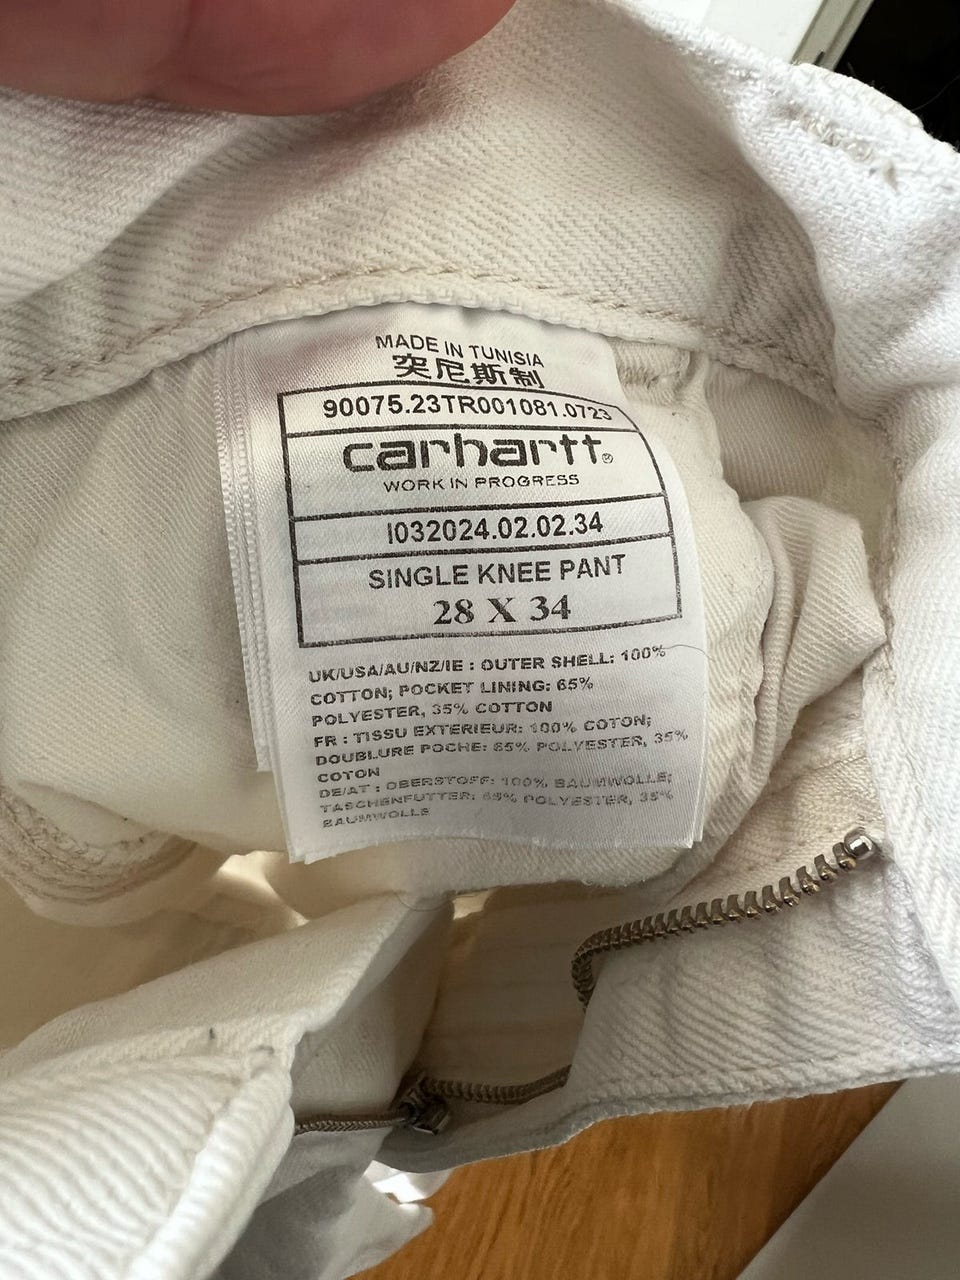 MADE IN TUNISIA
突尼斯制
90075.23TR001081.0723
carhartt®
WORK IN PROGRESS
I032024.02.02.34
SINGLE KNEE PANT
28 X 34
UK/USA/AU/NZ/IE : OUTER SHELL: 100%
COTTON; POCKET LINING: 65%
POLYESTER, 35% COTTON
FR : TISSU EXTERIEUR: 100% COTON;
DOUBLURE POCHE: 65% POLYESTER, 35%
COTON
DE/AT : OBERSTOFF: 100% BAUMWOLLE;
TASCHENFUTTER: 65% POLYESTER, 35%
BAUMWOLLE